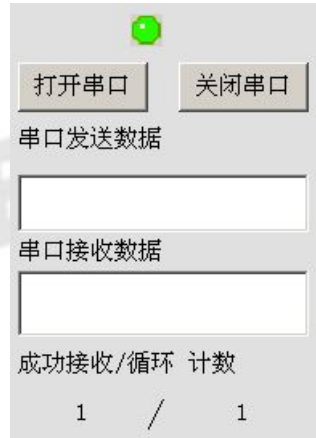 打开串口 关闭串口
串口发送数据
串口接收数据
成功接收/循环 计数
1 / 1